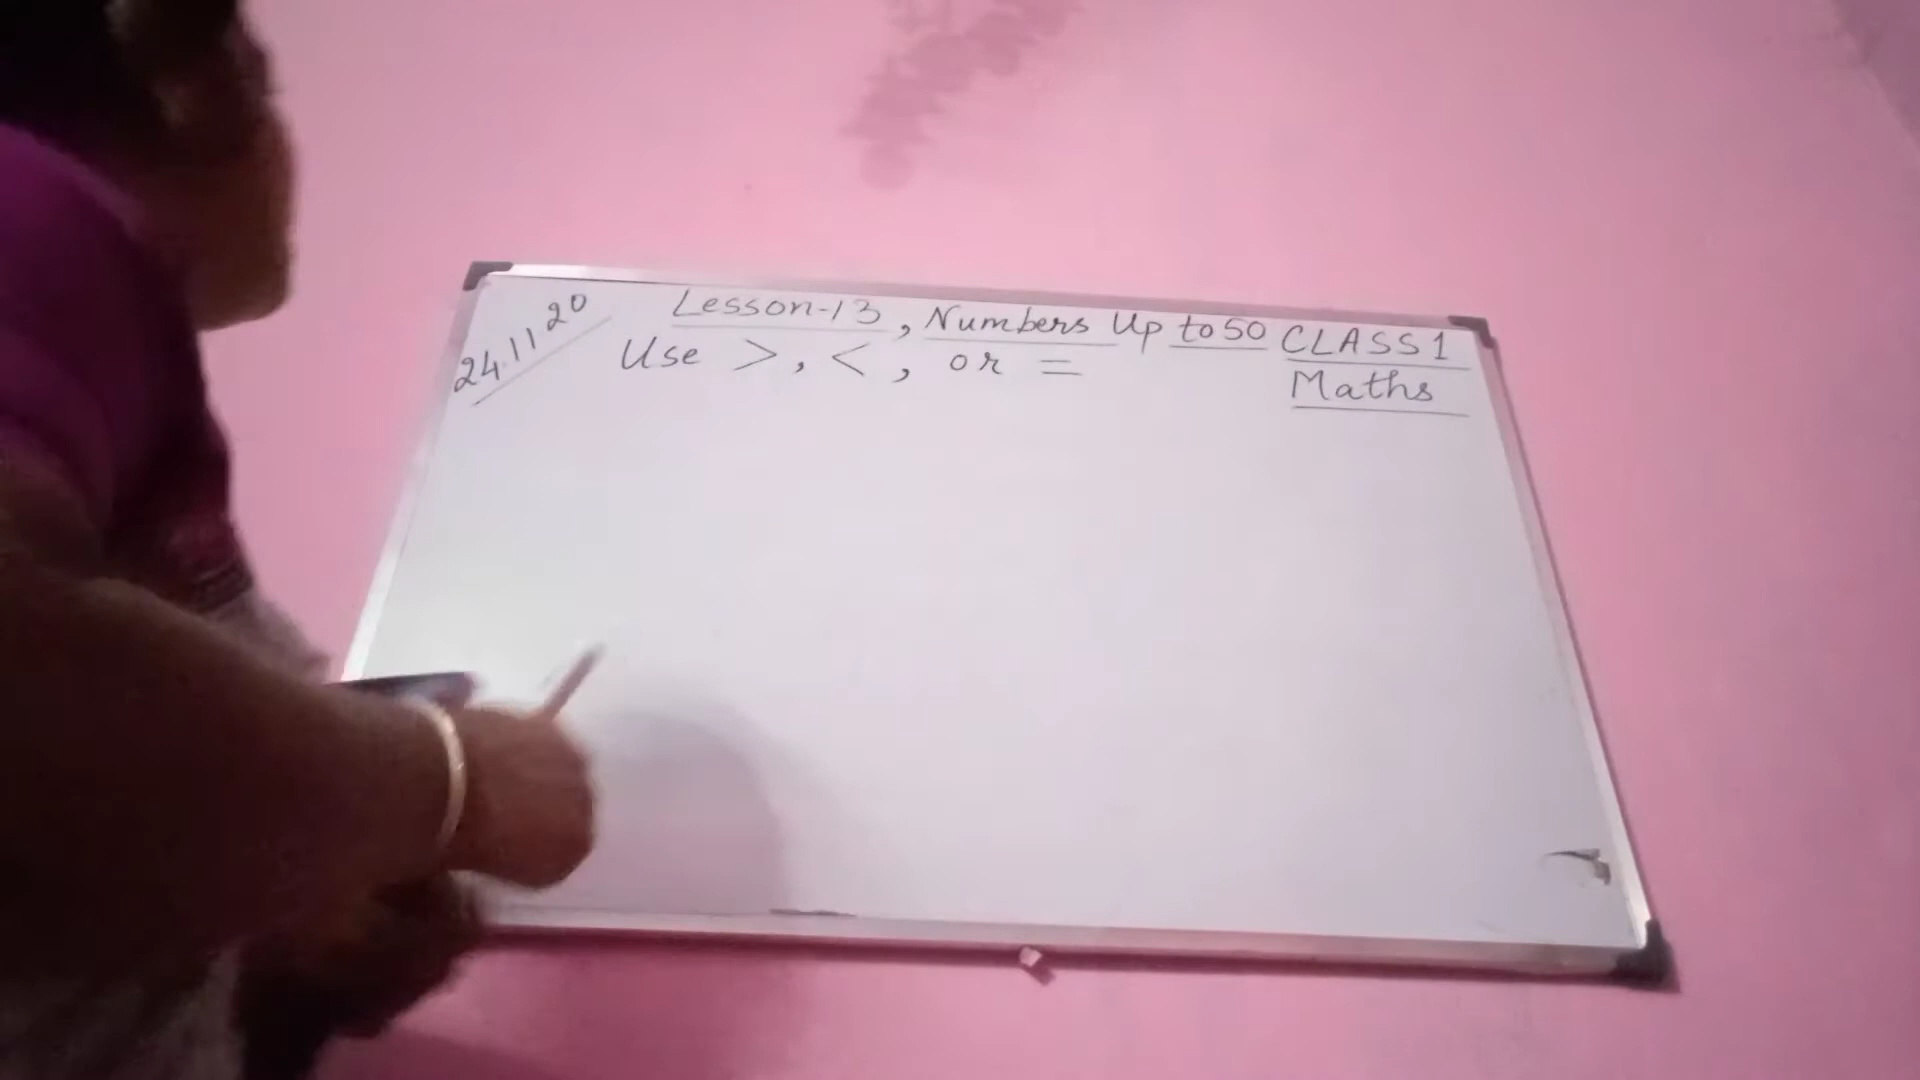 24.11.20
Lesson-13, Numbers Up to 50 CLASS 1
Use >, <, or =
Maths